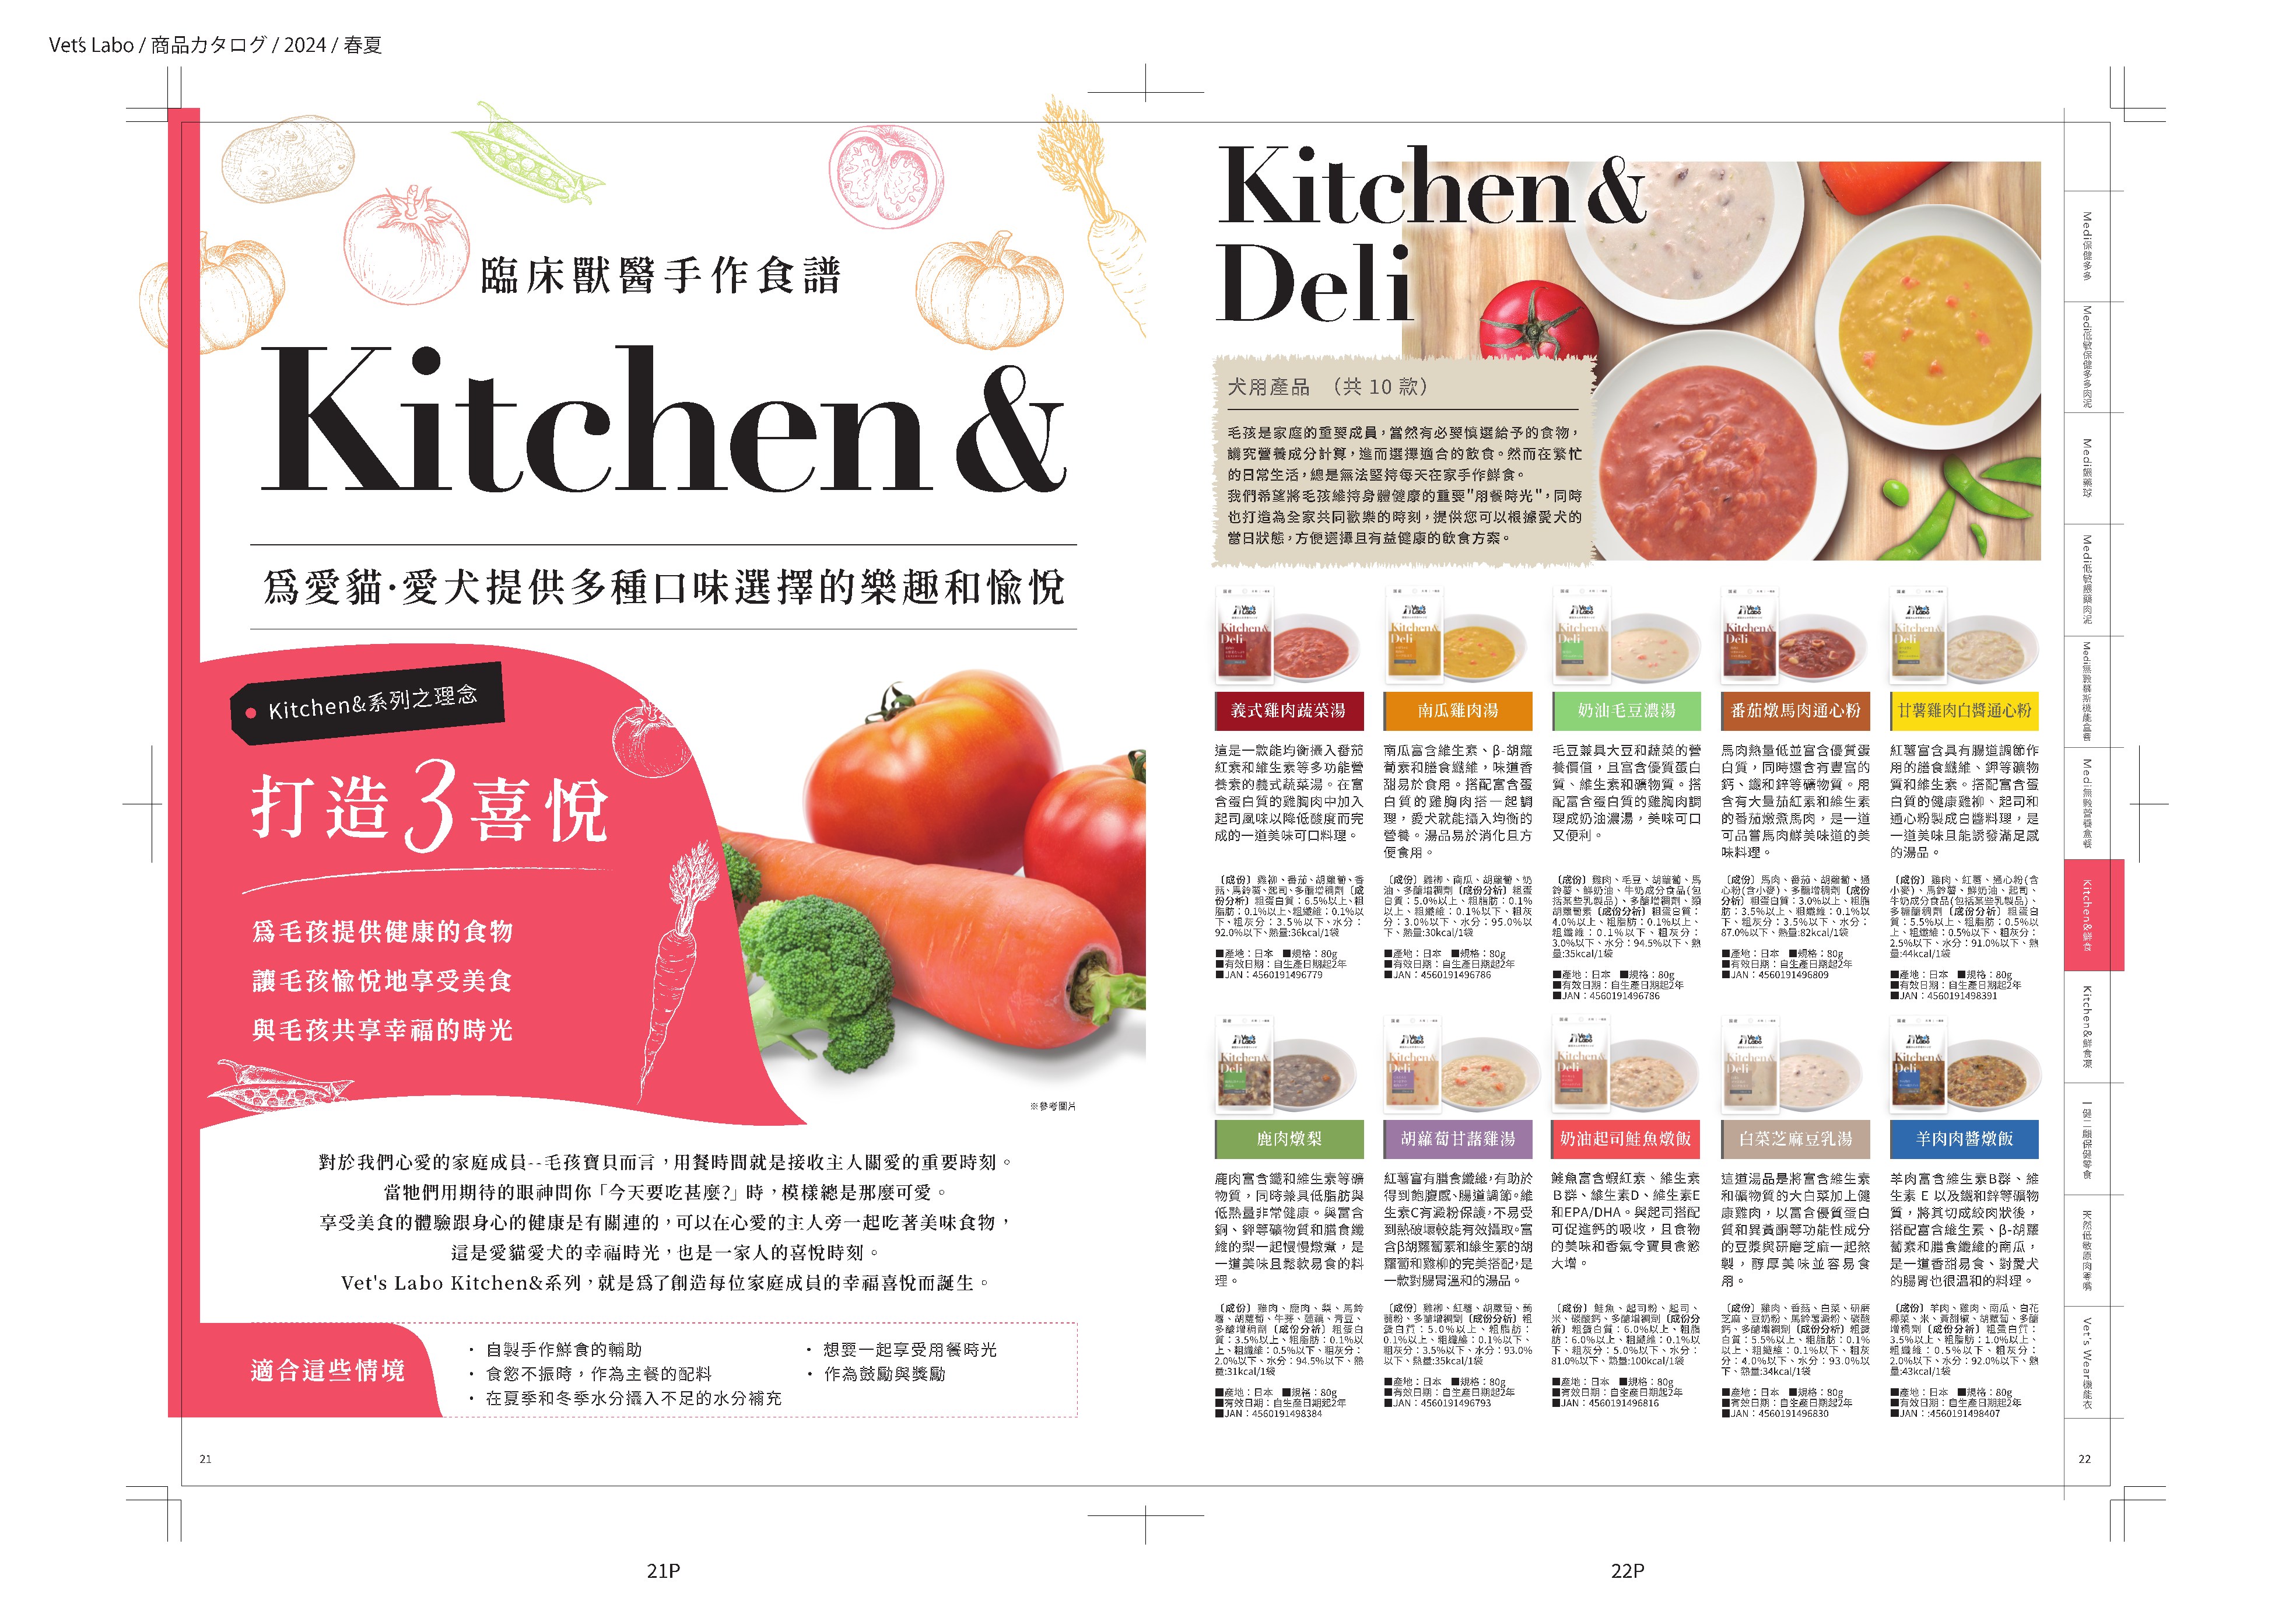 Vet's Labo / 商品カタログ / 2024 / 春夏
臨床獸醫手作食譜
Kitchen &
為愛貓·愛犬提供多種口味選擇的樂趣和愉悅
Kitchen&系列之理念
打造3喜悅
為毛孩提供健康的食物
讓毛孩愉悅地享受美食
與毛孩共享幸福的時光
※參考圖片
對於我們心愛的家庭成員--毛孩寶貝而言，用餐時間就是接收主人關愛的重要時刻。
當牠們用期待的眼神問你「今天要吃甚麼?」時，模樣總是那麼可愛。
享受美食的體驗跟身心的健康是有關連的，可以在心愛的主人旁一起吃著美味食物，
這是愛貓愛犬的幸福時光，也是一家人的喜悅時刻。
Vet's Labo Kitchen&系列，就是為了創造每位家庭成員的幸福喜悅而誕生。
適合這些情境
・ 自製手作鮮食的輔助
・ 食慾不振時，作為主餐的配料
・ 在夏季和冬季水分攝入不足的水分補充
・ 想要一起享受用餐時光
・ 作為鼓勵與獎勵
21
21P
Kitchen &
Deli
犬用產品 （共 10 款）
毛孩是家庭的重要成員，當然有必要慎選給予的食物，
講究營養成分計算，進而選擇適合的飲食。然而在繁忙
的日常生活，總是無法堅持每天在家手作鮮食。
我們希望將毛孩維持身體健康的重要"用餐時光"，同時
也打造為全家共同歡樂的時刻，提供您可以根據愛犬的
當日狀態，方便選擇且有益健康的飲食方案。
義式雞肉蔬菜湯
這是一款能均衡攝入番茄
紅素和維生素等多功能營
養素的義式蔬菜湯。在富
含蛋白質的雞胸肉中加入
起司風味以降低酸度而完
成的一道美味可口料理。
〔成份〕雞柳、番茄、胡蘿蔔、香
菇、馬鈴薯、起司、多醣增稠劑〔成
份分析〕粗蛋白質：6.5%以上、粗
脂肪：0.1%以上、粗纖維：0.1%以
下、粗灰分：3.5%以下、水分：
92.0%以下、熱量:36kcal/1袋
■產地：日本 ■規格：80g
■有效日期：自生產日期起2年
■JAN：4560191496779
南瓜雞肉湯
南瓜富含維生素、β-胡蘿
蔔素和膳食纖維，味道香
甜易於食用。搭配富含蛋
白質的雞胸肉搭一起調
理，愛犬就能攝入均衡的
營養。湯品易於消化且方
便食用。
〔成份〕雞柳、南瓜、胡蘿蔔、奶
油、多醣增稠劑〔成份分析〕粗蛋
白質：5.0%以上、粗脂肪：0.1%
以上、粗纖維：0.1%以下、粗灰
分：3.0%以下、水分：95.0%以
下、熱量:30kcal/1袋
■產地：日本 ■規格：80g
■有效日期：自生產日期起2年
■JAN：4560191496786
奶油毛豆濃湯
毛豆兼具大豆和蔬菜的營
養價值，且富含優質蛋白
質、維生素和礦物質。搭
配富含蛋白質的雞胸肉調
理成奶油濃湯，美味可口
又便利。
〔成份〕雞肉、毛豆、胡蘿蔔、馬
鈴薯、鮮奶油、牛奶成分食品(包
括某些乳製品)、多醣增稠劑、類
胡蘿蔔素〔成份分析〕粗蛋白質：
4.0%以上、粗脂肪：0.1%以上、
粗纖維：0.1%以下、粗灰分：
3.0%以下、水分：94.5%以下、熱
量:35kcal/1袋
■產地：日本 ■規格：80g
■有效日期：自生產日期起2年
■JAN：4560191496786
番茄燉馬肉通心粉
馬肉熱量低並富含優質蛋
白質，同時還含有豐富的
鈣、鐵和鋅等礦物質。用
含有大量茄紅素和維生素
的番茄燉煮馬肉，是一道
可品嘗馬肉鮮美味道的美
味料理。
〔成份〕馬肉、番茄、胡蘿蔔、通
心粉(含小麥)、多醣增稠劑〔成份
分析〕粗蛋白質：3.0%以上、粗脂
肪：3.5%以上、粗纖維：0.1%以
下、粗灰分：3.5%以下、水分：
87.0%以下、熱量:82kcal/1袋
■產地：日本 ■規格：80g
■有效日期：自生產日期起2年
■JAN：4560191496809
甘薯雞肉白醬通心粉
紅薯富含具有腸道調節作
用的膳食纖維、鉀等礦物
質和維生素。搭配富含蛋
白質的健康雞柳、起司和
通心粉製成白醬料理，是
一道美味且能誘發滿足感
的湯品。
〔成份〕雞肉、紅薯、通心粉(含
小麥)、馬鈴薯、鮮奶油、起司、
牛奶成分食品(包括某些乳製品)、
多醣醣稠劑〔成份分析〕粗蛋白
質：5.5%以上、粗脂肪：0.5%以
上、粗纖維：0.5%以下、粗灰分：
2.5%以下、水分：91.0%以下、熱
量:44kcal/1袋
■產地：日本 ■規格：80g
■有效日期：自生產日期起2年
■JAN：4560191498391
鹿肉燉梨
鹿肉富含鐵和維生素等礦
物質，同時兼具低脂肪與
低熱量非常健康。與富含
銅、鉀等礦物質和膳食纖
維的梨一起慢慢燉煮，是
一道美味且鬆軟易食的料
理。
〔成份〕雞肉、鹿肉、梨、馬鈴
薯、胡蘿蔔、牛蒡、蓮藕、青豆、
多醣增稠劑〔成份分析〕粗蛋白
質：3.5%以上、粗脂肪：0.1%以
上、粗纖維：0.5%以下、粗灰分：
2.0%以下、水分：94.5%以下、熱
量:31kcal/1袋
■產地：日本 ■規格：80g
■有效日期：自生產日期起2年
■JAN：4560191498384
胡蘿蔔甘藷雞湯
紅薯富有膳食纖維，有助於
得到飽腹感、腸道調節。維
生素C有澱粉保護，不易受
到熱破壞較能有效攝取。富
含β胡蘿蔔素和維生素的胡
蘿蔔和雞柳的完美搭配，是
一款對腸胃溫和的湯品。
〔成份〕雞柳、紅薯、胡蘿蔔、葛
粉、多醣增稠劑〔成份分析〕粗
蛋白質：5.0%以上、粗脂肪：
0.1%以上、粗纖維：0.1%以下、
粗灰分：3.5%以下、水分：93.0%
以下、熱量:35kcal/1袋
■產地：日本 ■規格：80g
■有效日期：自生產日期起2年
■JAN：4560191496793
奶油起司鮭魚燉飯
鮭魚富含蝦紅素、維生素
Ｂ群、維生素D、維生素E
和EPA/DHA。與起司搭配
可促進鈣的吸收，且食物
的美味和香氣令寶貝食慾
大增。
〔成份〕鮭魚、起司粉、起司、
米、碳酸鈣、多醣增稠劑〔成份分
析〕粗蛋白質：6.0%以上、粗脂
肪：6.0%以上、粗纖維：0.1%以
下、粗灰分：5.0%以下、水分：
81.0%以下、熱量:100kcal/1袋
■產地：日本 ■規格：80g
■有效日期：自生產日期起2年
■JAN：4560191496816
白菜芝麻豆乳湯
這道湯品是將富含維生素
和礦物質的大白菜加上健
康雞肉，以富含優質蛋白
質和異黃酮等功能性成分
的豆漿與研磨芝麻一起熬
製，醇厚美味並容易食
用。
〔成份〕雞肉、香菇、白菜、研磨
芝麻、豆奶粉、馬鈴薯澱粉、碳酸
鈣、多醣增稠劑〔成份分析〕粗蛋
白質：5.5%以上、粗脂肪：0.1%
以上、粗纖維：0.1%以下、粗灰
分：4.0%以下、水分：93.0%以
下、熱量:34kcal/1袋
■產地：日本 ■規格：80g
■有效日期：自生產日期起2年
■JAN：4560191496830
羊肉肉醬燉飯
羊肉富含維生素B群、維
生素 E 以及鐵和鋅等礦物
質，將其切成絞肉狀後，
搭配富含維生素、β-胡蘿
蔔素和膳食纖維的南瓜，
是一道香甜易食、對愛犬
的腸胃也很溫和的料理。
〔成份〕羊肉、雞肉、南瓜、白花
椰菜、米、黃甜椒、胡蘿蔔、多醣
增稠劑〔成份分析〕粗蛋白質：
3.5%以上、粗脂肪：1.0%以上、
粗纖維：0.5%以下、粗灰分：
2.0%以下、水分：92.0%以下、熱
量:43kcal/1袋
■產地：日本 ■規格：80g
■有效日期：自生產日期起2年
■JAN：:4560191498407
Medi保健多多
Medi低敏保健多多肉泥
Medi餵藥球
Medi低敏餵藥肉泥
Medi無穀慕斯機能餐盒
Medi無穀營養餐盒
Kitchen&鮮食
Kitchen&鮮食凍
一健二顧保健零食
天然低敏原肉零嘴
Vet's Wear機能衣
22
22P